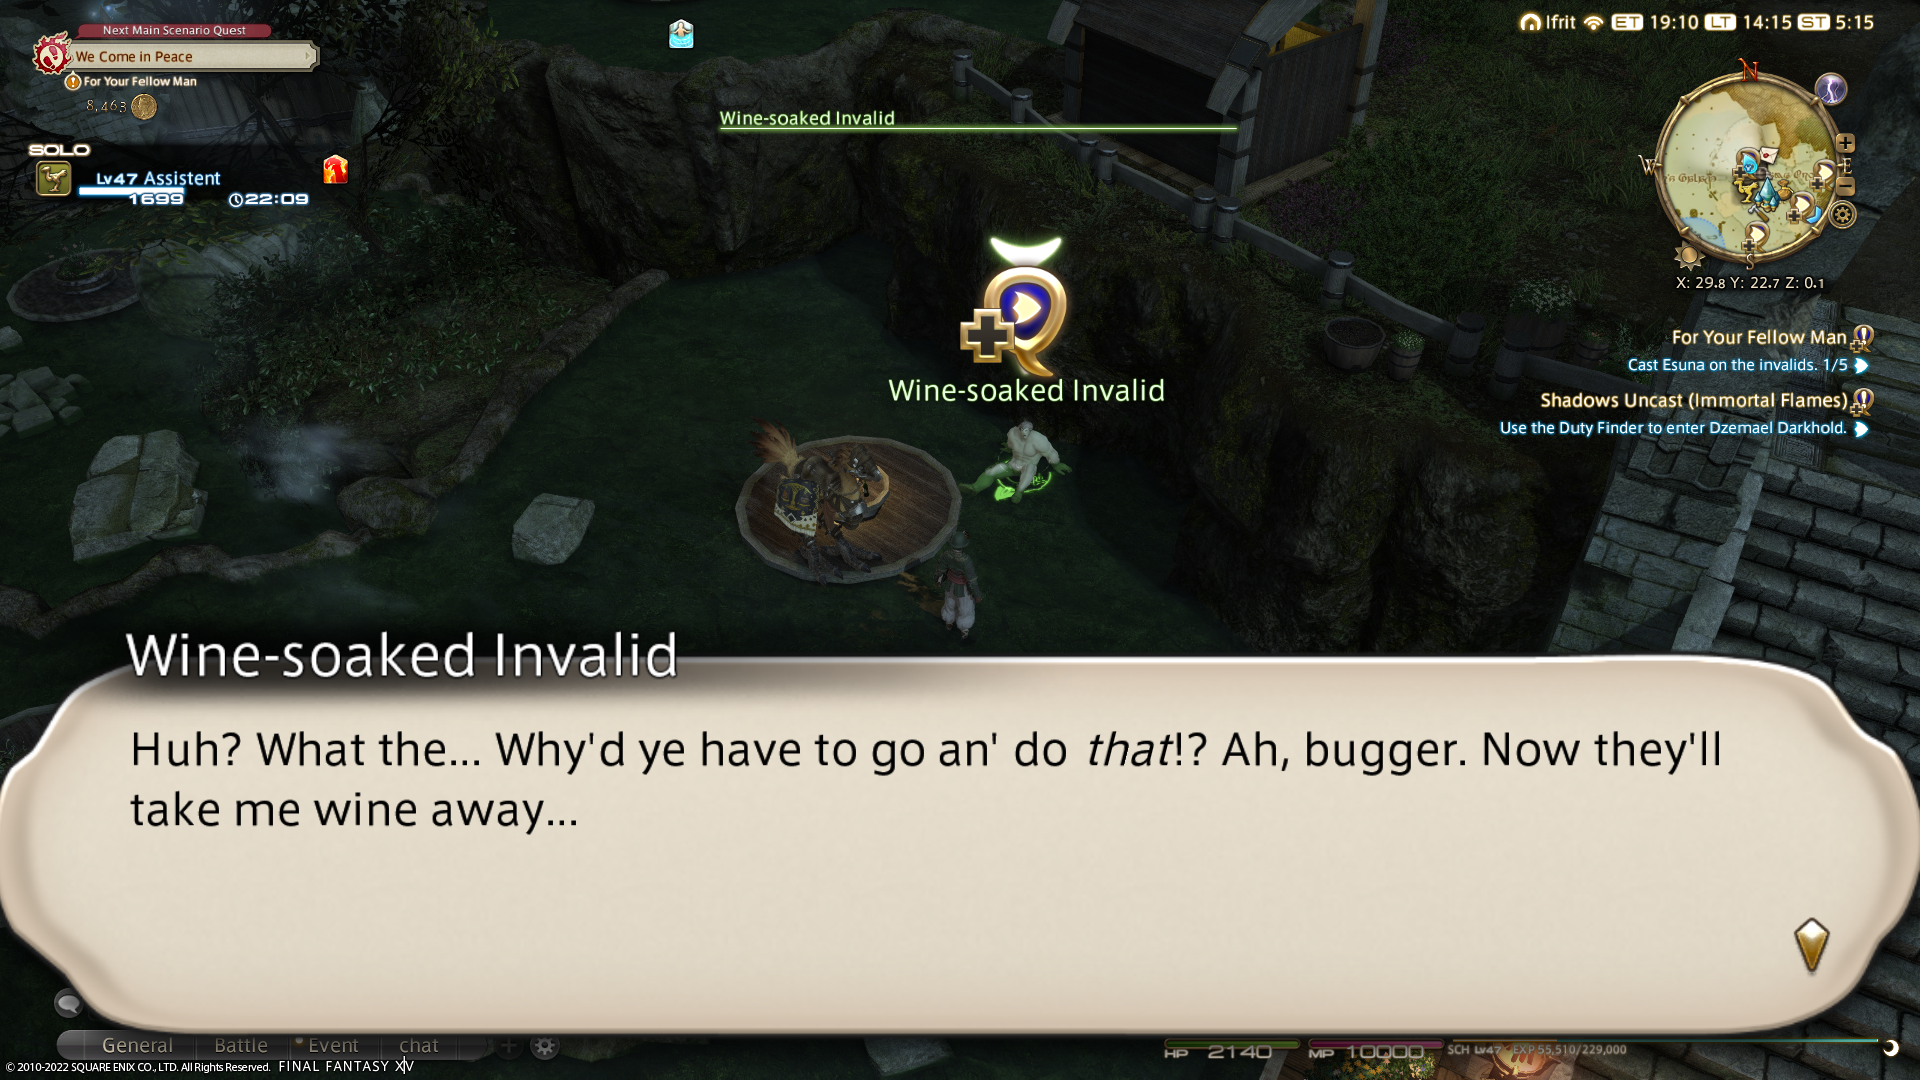 Next Main Scenario Quest
We Come in Peace
For Your Fellow Man
8,463
SOLO
Lv47 Assistent
1699
22:09
Wine-soaked Invalid
Ifrit ET 19:10 LT 14:15 ST 5:15
N
W
E
S
X: 29.8 Y: 22.7 Z: 0.1
For Your Fellow Man
Cast Esuna on the invalids. 1/5
Shadows Uncast (Immortal Flames)
Use the Duty Finder to enter Dzemael Darkhold.
Wine-soaked Invalid
Wine-soaked Invalid
Huh? What the... Why'd ye have to go an' do that!? Ah, bugger. Now they'll
take me wine away...
General Battle Event chat
HP 2140 MP 10000 SCH Lv47 EXP 55,510/229,000
© 2010-2022 SQUARE ENIX CO., LTD. All Rights Reserved. FINAL FANTASY XIV